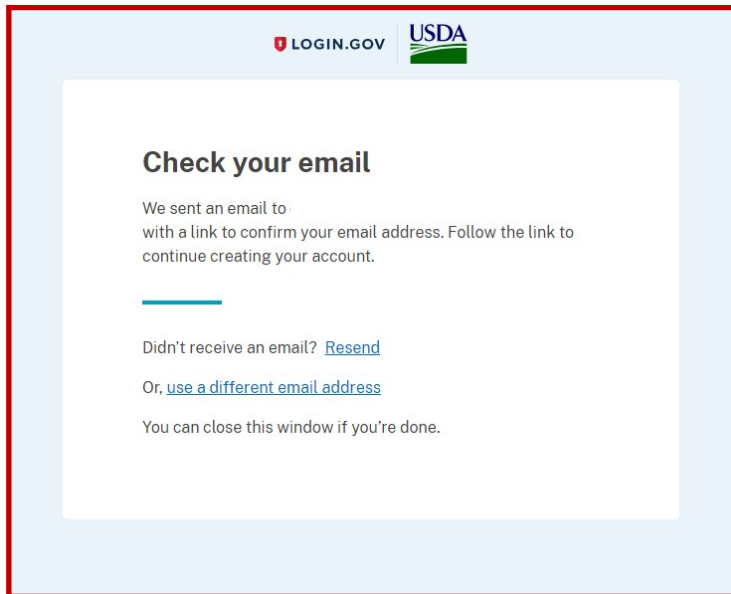 LOGIN.GOV USDA
Check your email
We sent an email to
with a link to confirm your email address. Follow the link to
continue creating your account.
Didn't receive an email? Resend
Or, use a different email address
You can close this window if you're done.